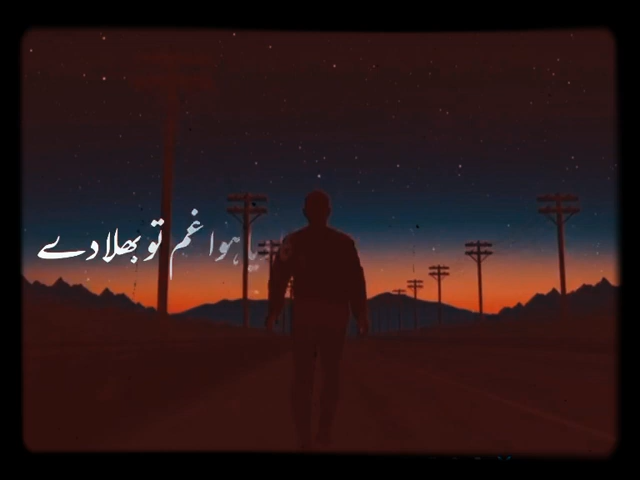 ہوا غم تو بھلا دے